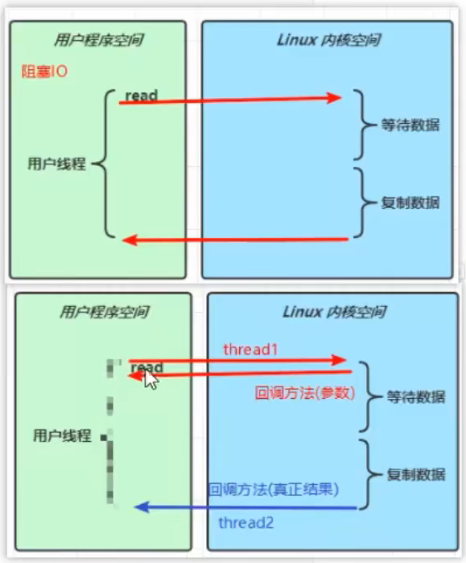 用户程序空间
Linux 内核空间
阻塞IO
read
等待数据
用户线程
复制数据
用户程序空间
Linux 内核空间
thread1
read
回调方法(参数)
等待数据
用户线程
复制数据
回调方法(真正结果)
thread2